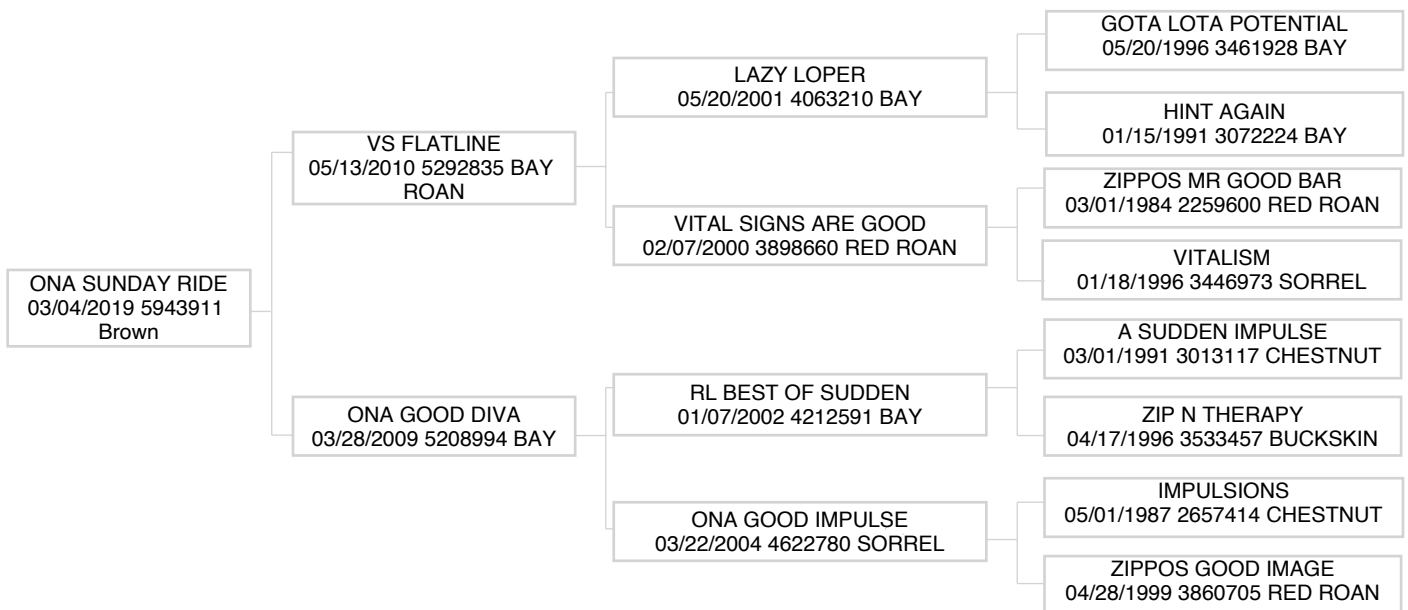 GOTA LOTA POTENTIAL
05/20/1996 3461928 BAY
LAZY LOPER
05/20/2001 4063210 BAY
HINT AGAIN
01/15/1991 3072224 BAY
VS FLATLINE
05/13/2010 5292835 BAY
ROAN
ZIPPOS MR GOOD BAR
03/01/1984 2259600 RED ROAN
VITAL SIGNS ARE GOOD
02/07/2000 3898660 RED ROAN
VITALISM
01/18/1996 3446973 SORREL
ONA SUNDAY RIDE
03/04/2019 5943911
Brown
A SUDDEN IMPULSE
03/01/1991 3013117 CHESTNUT
RL BEST OF SUDDEN
01/07/2002 4212591 BAY
ZIP N THERAPY
04/17/1996 3533457 BUCKSKIN
ONA GOOD DIVA
03/28/2009 5208994 BAY
IMPULSIONS
05/01/1987 2657414 CHESTNUT
ONA GOOD IMPULSE
03/22/2004 4622780 SORREL
ZIPPOS GOOD IMAGE
04/28/1999 3860705 RED ROAN